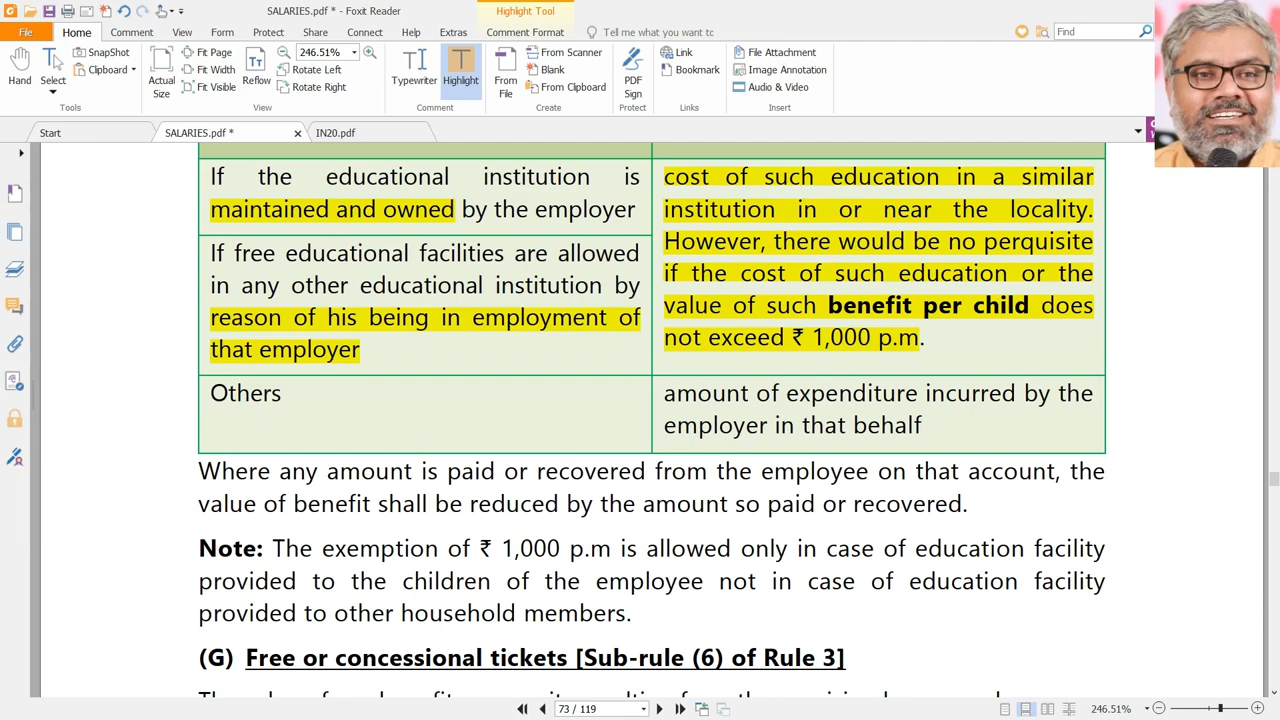 SALARIES.pdf * - Foxit Reader
Highlight Tool
File
Home
Comment
View
Form
Protect
Share
Connect
Help
Extras
Comment Format
Tell me what you want tc
Find
Hand
Select
SnapShot
Clipboard
Tools
Actual Size
Fit Page
Fit Width
Fit Visible
Reflow
246.51%
Rotate Left
Rotate Right
View
Typewriter
Highlight
Comment
From File
From Scanner
Blank
From Clipboard
Create
PDF Sign
Protect
Link
Bookmark
Links
File Attachment
Image Annotation
Audio & Video
Insert
Start
SALARIES.pdf *
IN20.pdf
If the educational institution is
maintained and owned by the employer
If free educational facilities are allowed
in any other educational institution by
reason of his being in employment of
that employer
cost of such education in a similar
institution in or near the locality.
However, there would be no perquisite
if the cost of such education or the
value of such benefit per child does
not exceed ₹ 1,000 p.m.
Others
amount of expenditure incurred by the
employer in that behalf
Where any amount is paid or recovered from the employee on that account, the
value of benefit shall be reduced by the amount so paid or recovered.
Note: The exemption of ₹ 1,000 p.m is allowed only in case of education facility
provided to the children of the employee not in case of education facility
provided to other household members.
(G) Free or concessional tickets [Sub-rule (6) of Rule 3]
73 / 119
246.51%